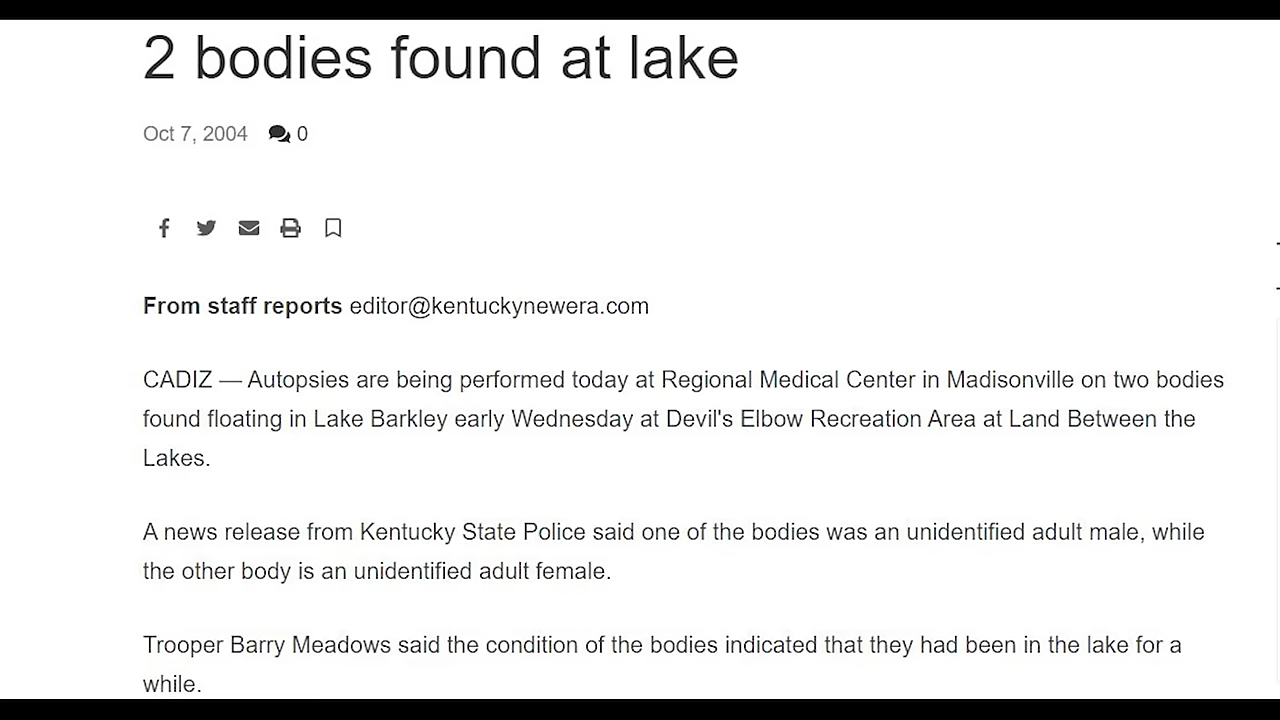 2 bodies found at lake
Oct 7, 2004 0
From staff reports editor@kentuckynewera.com
CADIZ — Autopsies are being performed today at Regional Medical Center in Madisonville on two bodies
found floating in Lake Barkley early Wednesday at Devil's Elbow Recreation Area at Land Between the
Lakes.
A news release from Kentucky State Police said one of the bodies was an unidentified adult male, while
the other body is an unidentified adult female.
Trooper Barry Meadows said the condition of the bodies indicated that they had been in the lake for a
while.